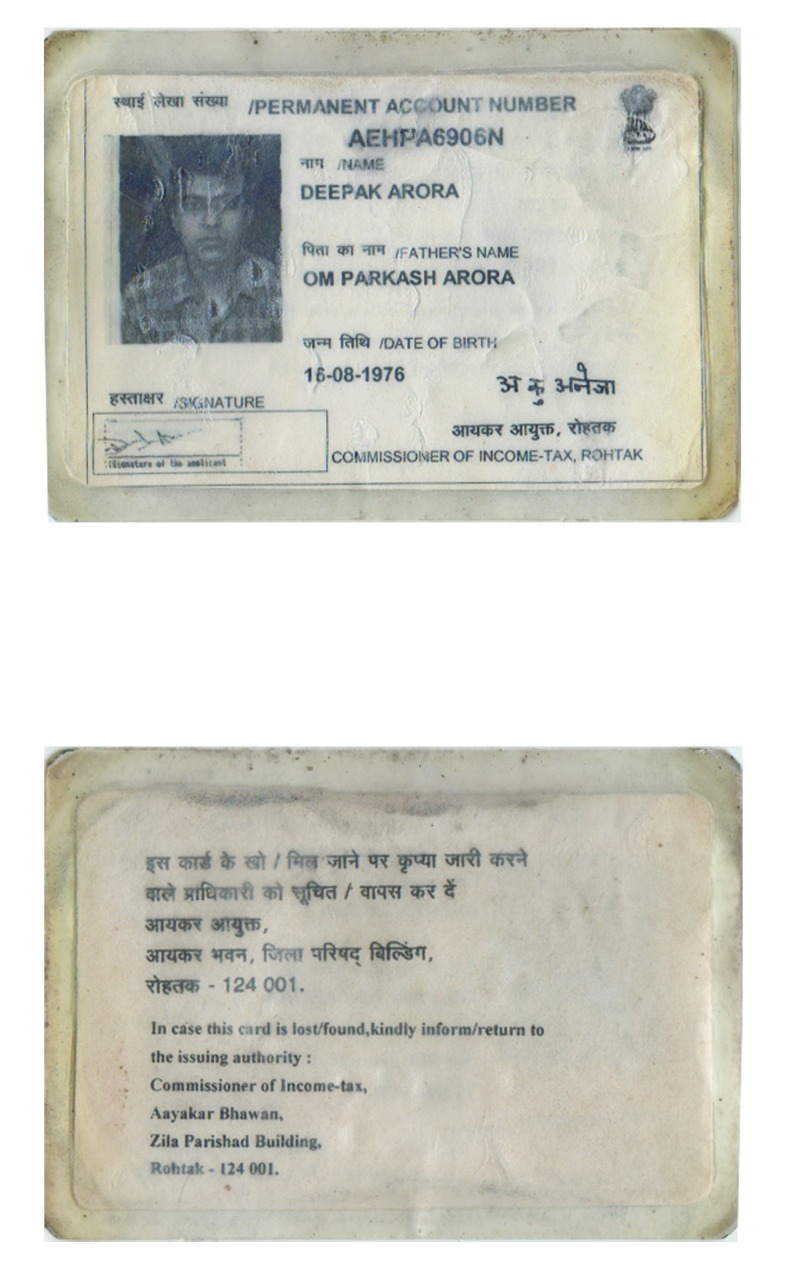 स्थाई लेखा संख्या /PERMANENT ACCOUNT NUMBER
AEHPA6906N
नाम /NAME
DEEPAK ARORA
पिता का नाम /FATHER'S NAME
OM PARKASH ARORA
जन्म तिथि /DATE OF BIRTH
16-08-1976
हस्ताक्षर /SIGNATURE
Signature of the applicant
अ कु अनेजा
आयकर आयुक्त, रोहतक
COMMISSIONER OF INCOME-TAX, ROHTAK
इस कार्ड के खो / मिल जाने पर कृप्या जारी करने
वाले प्राधिकारी को सूचित / वापस कर दें
आयकर आयुक्त,
आयकर भवन, जिला परिषद् बिल्डिंग,
रोहतक - 124 001.
In case this card is lost/found,kindly inform/return to
the issuing authority :
Commissioner of Income-tax,
Aayakar Bhawan,
Zila Parishad Building,
Rohtak - 124 001.